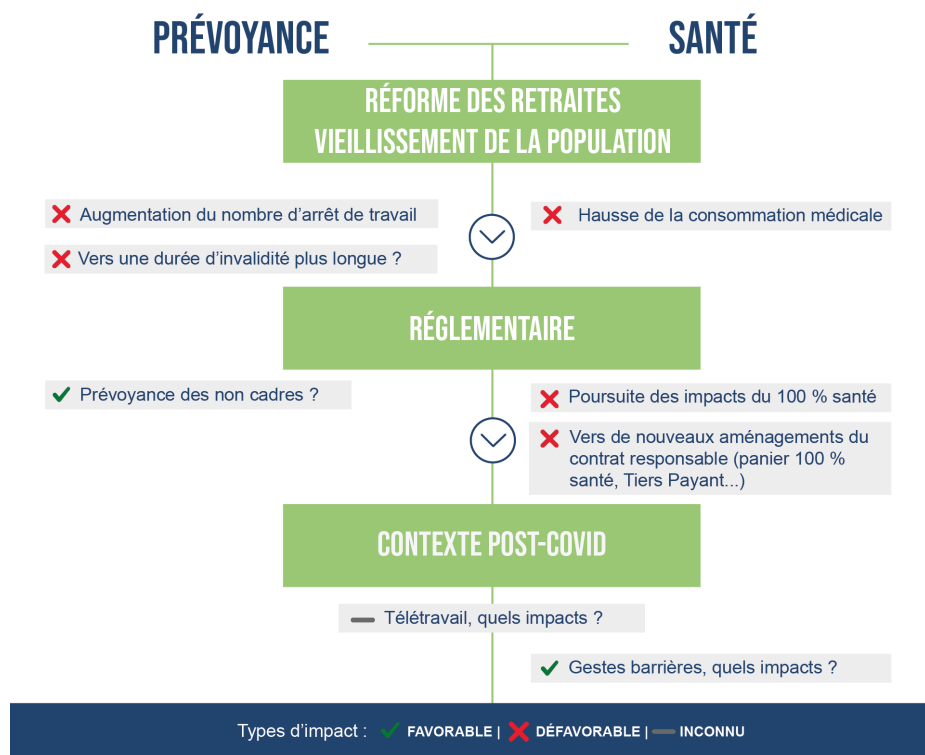 PRÉVOYANCE
SANTÉ
RÉFORME DES RETRAITES
VIEILLISSEMENT DE LA POPULATION
Augmentation du nombre d’arrêt de travail
Hausse de la consommation médicale
Vers une durée d’invalidité plus longue ?
RÉGLEMENTAIRE
Prévoyance des non cadres ?
Poursuite des impacts du 100 % santé
Vers de nouveaux aménagements du
contrat responsable (panier 100 %
santé, Tiers Payant...)
CONTEXTE POST-COVID
Télétravail, quels impacts ?
Gestes barrières, quels impacts ?
Types d’impact : FAVORABLE | DÉFAVORABLE | INCONNU